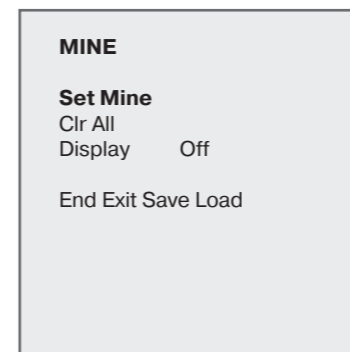 MINE
Set Mine
Clr All
Display Off
End Exit Save Load